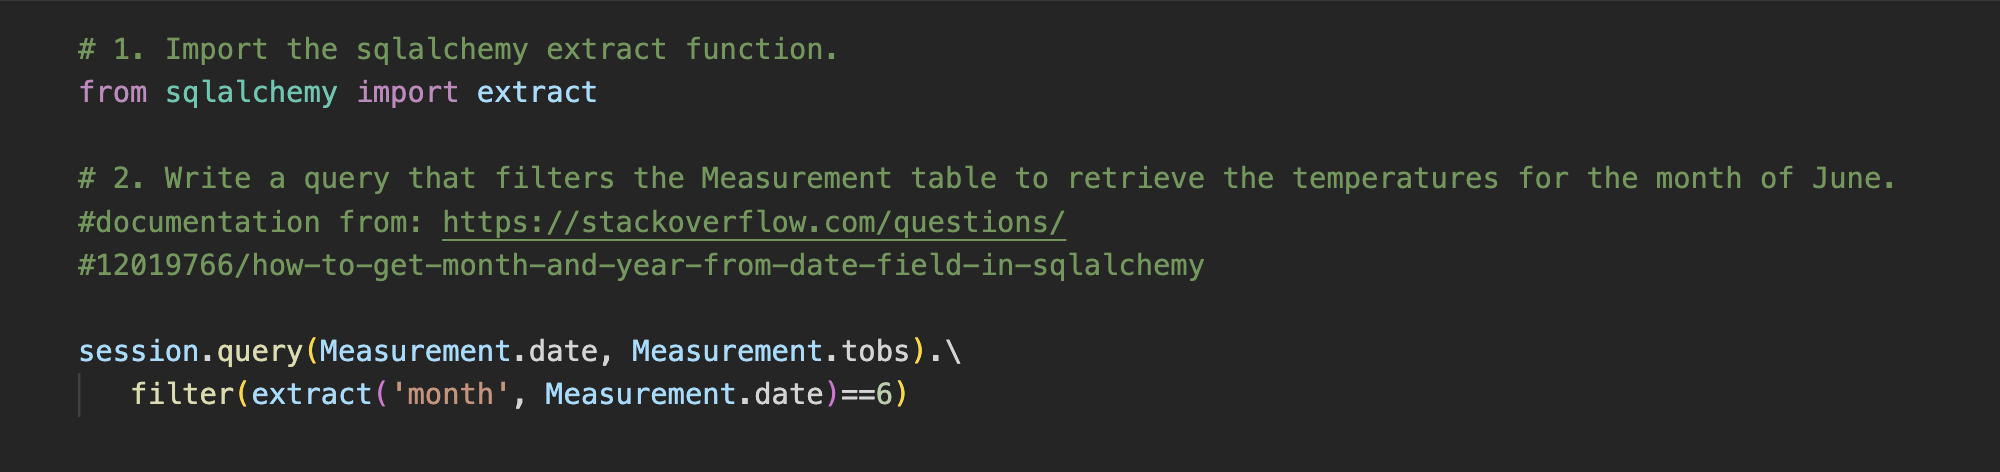 # 1. Import the sqlalchemy extract function.
from sqlalchemy import extract
# 2. Write a query that filters the Measurement table to retrieve the temperatures for the month of June.
#documentation from: https://stackoverflow.com/questions/
#12019766/how-to-get-month-and-year-from-date-field-in-sqlalchemy
session.query(Measurement.date, Measurement.tobs).\
filter(extract('month', Measurement.date)==6)